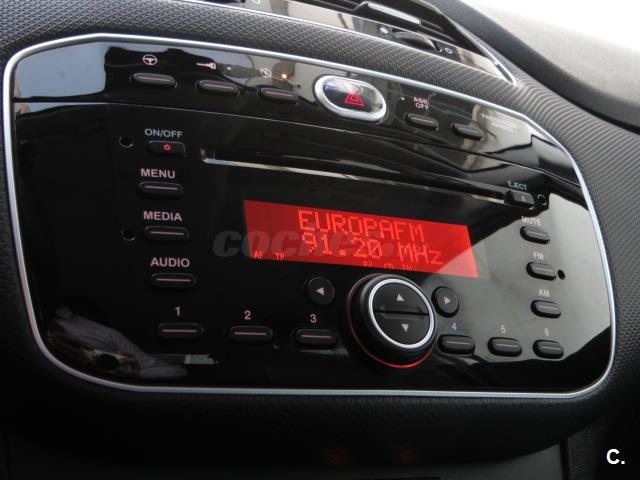 ASR
OFF
PASSENGER
ON/OFF
MENU
MEDIA
AUDIO
EJECT
MUTE
FM
AM
EUROPAFM
91.20 MHz
AF TP
1 2 3 4 5 6
C.